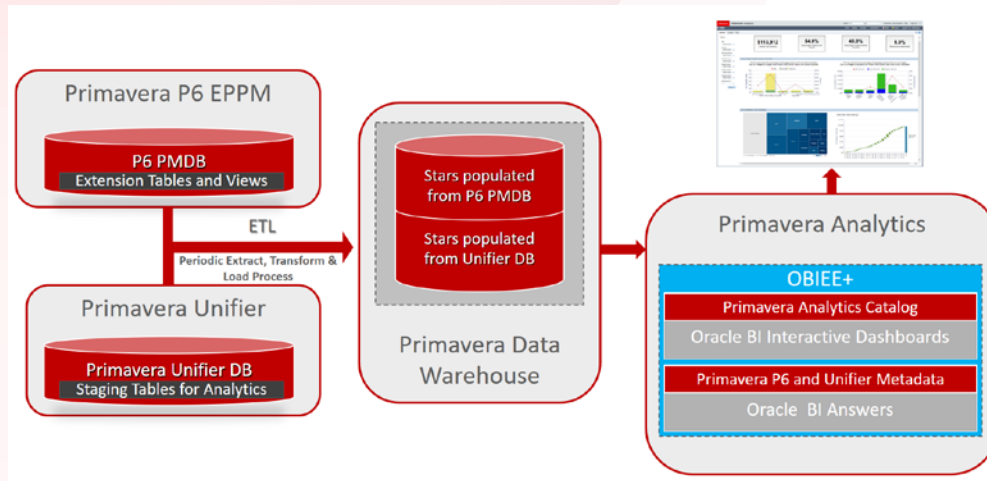 Primavera P6 EPPM
P6 PMDB
Extension Tables and Views
ETL
Periodic Extract, Transform &
Load Process
Primavera Unifier
Primavera Unifier DB
Staging Tables for Analytics
Stars populated
from P6 PMDB
Stars populated
from Unifier DB
Primavera Data
Warehouse
Primavera Analytics
OBIEE+
Primavera Analytics Catalog
Oracle BI Interactive Dashboards
Primavera P6 and Unifier Metadata
Oracle BI Answers